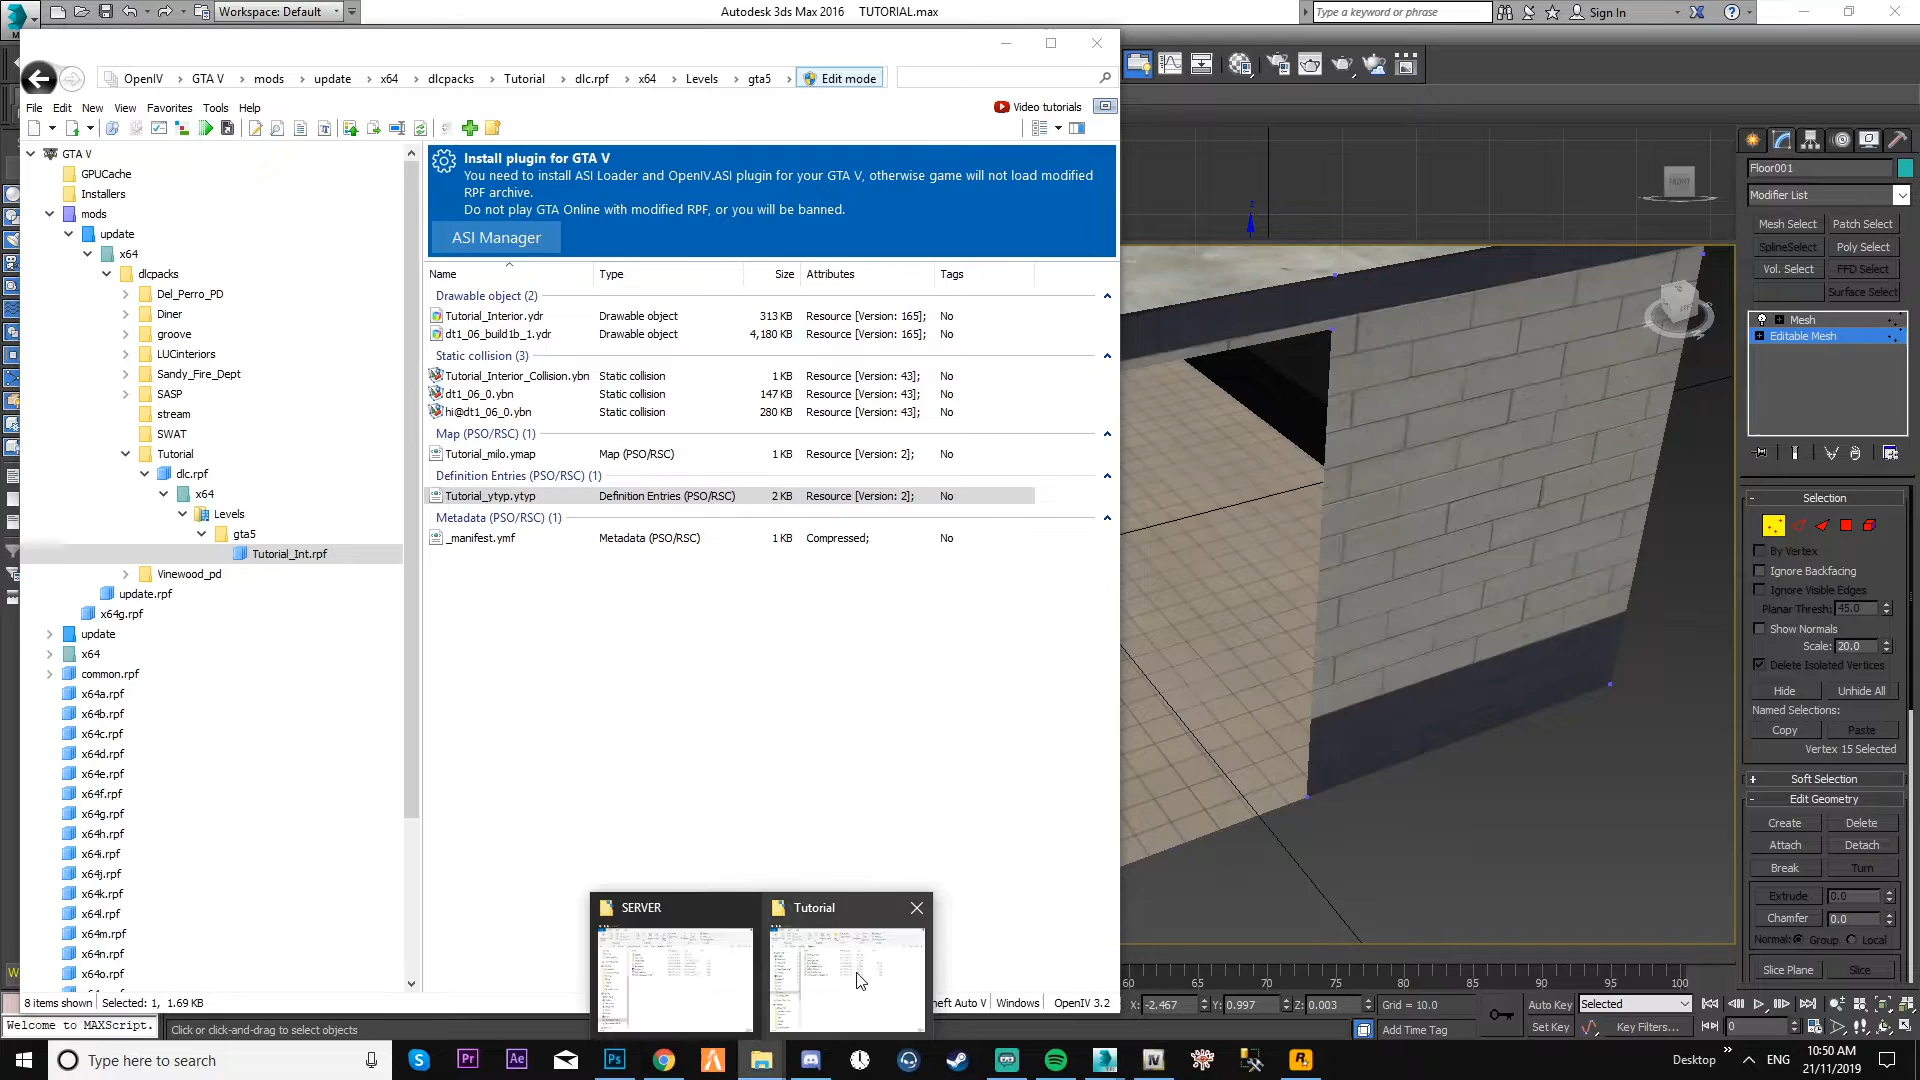 Workspace: Default
Autodesk 3ds Max 2016 TUTORIAL.max
Type a keyword or phrase
Sign In
OpenIV
GTA V
mods
update
x64
dlcpacks
Tutorial
dlc.rpf
x64
Levels
gta5
Edit mode
File Edit New View Favorites Tools Help
Video tutorials
GTA V
GPUCache
Installers
mods
update
x64
dlcpacks
Del_Perro_PD
Diner
groove
LUCinteriors
Sandy_Fire_Dept
SASP
stream
SWAT
Tutorial
dlc.rpf
x64
Levels
gta5
Tutorial_Int.rpf
Vinewood_pd
update.rpf
x64g.rpf
update
x64
common.rpf
x64a.rpf
x64b.rpf
x64c.rpf
x64d.rpf
x64e.rpf
x64f.rpf
x64g.rpf
x64h.rpf
x64i.rpf
x64j.rpf
x64k.rpf
x64l.rpf
x64m.rpf
x64n.rpf
x64o.rpf
Install plugin for GTA V
You need to install ASI Loader and OpenIV.ASI plugin for your GTA V, otherwise game will not load modified
RPF archive.
Do not play GTA Online with modified RPF, or you will be banned.
ASI Manager
Name Type Size Attributes Tags
Drawable object (2)
Tutorial_Interior.ydr Drawable object 313 KB Resource [Version: 165]; No
dt1_06_build1b_1.ydr Drawable object 4,180 KB Resource [Version: 165]; No
Static collision (3)
Tutorial_Interior_Collision.ybn Static collision 1 KB Resource [Version: 43]; No
dt1_06_0.ybn Static collision 147 KB Resource [Version: 43]; No
hi@dt1_06_0.ybn Static collision 280 KB Resource [Version: 43]; No
Map (PSO/RSC) (1)
Tutorial_milo.ymap Map (PSO/RSC) 1 KB Resource [Version: 2]; No
Definition Entries (PSO/RSC) (1)
Tutorial_ytyp.ytyp Definition Entries (PSO/RSC) 2 KB Resource [Version: 2]; No
Metadata (PSO/RSC) (1)
_manifest.ymf Metadata (PSO/RSC) 1 KB Compressed; No
SERVER
Tutorial
8 items shown Selected: 1, 1.69 KB
heft Auto V Windows OpenIV 3.2
z
FRONT
Floor001
Modifier List
Mesh Select Patch Select
SplineSelect Poly Select
Vol. Select FFD Select
Surface Select
Mesh
Editable Mesh
- Selection
By Vertex
Ignore Backfacing
Ignore Visible Edges
Planar Thresh: 45.0
Show Normals
Scale: 20.0
Delete Isolated Vertices
Hide Unhide All
Named Selections:
Copy Paste
Vertex 15 Selected
+ Soft Selection
- Edit Geometry
Create Delete
Attach Detach
Break Turn
Extrude 0.0
Chamfer 0.0
Normal: Group Local
Slice Plane Slice
60 65 70 75 80 85 90 95 100
X: -2.467 Y: 0.997 Z: 0.003 Grid = 10.0
Auto Key Selected
Add Time Tag
Set Key Key Filters...
0
Welcome to MAXScript.
Click or click-and-drag to select objects
Type here to search
Desktop
ENG
10:50 AM
21/11/2019